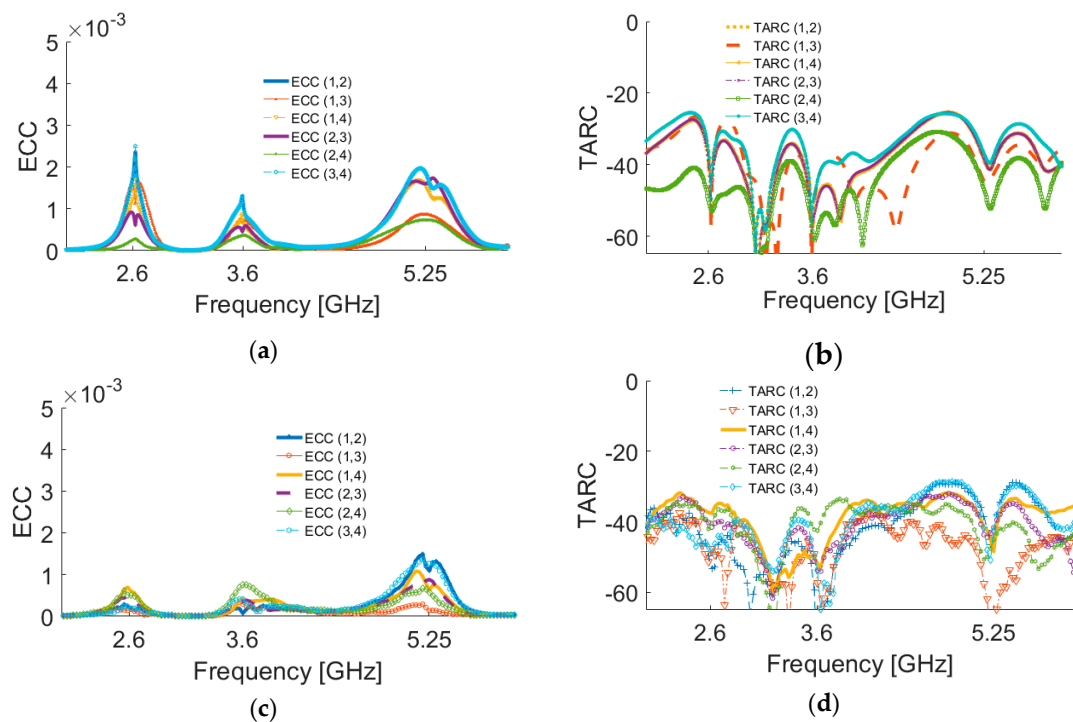 ×10⁻³
5
4
3
2
1
0
ECC
ECC (1,2)
ECC (1,3)
ECC (1,4)
ECC (2,3)
ECC (2,4)
ECC (3,4)
2.6 3.6 5.25
Frequency [GHz]
(a)
0
-20
-40
-60
TARC
TARC (1,2)
TARC (1,3)
TARC (1,4)
TARC (2,3)
TARC (2,4)
TARC (3,4)
2.6 3.6 5.25
Frequency [GHz]
(b)
×10⁻³
5
4
3
2
1
0
ECC
ECC (1,2)
ECC (1,3)
ECC (1,4)
ECC (2,3)
ECC (2,4)
ECC (3,4)
2.6 3.6 5.25
Frequency [GHz]
(c)
0
-20
-40
-60
TARC
TARC (1,2)
TARC (1,3)
TARC (1,4)
TARC (2,3)
TARC (2,4)
TARC (3,4)
2.6 3.6 5.25
Frequency [GHz]
(d)